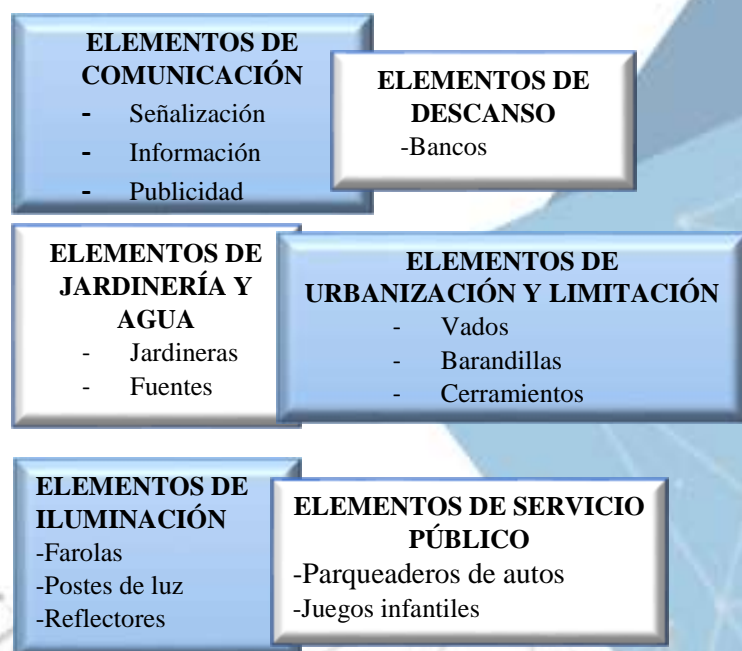 ELEMENTOS DE
COMUNICACIÓN
- Señalización
- Información
- Publicidad
ELEMENTOS DE
DESCANSO
-Bancos
ELEMENTOS DE
JARDINERÍA Y
AGUA
- Jardineras
- Fuentes
ELEMENTOS DE
URBANIZACIÓN Y LIMITACIÓN
- Vados
- Barandillas
- Cerramientos
ELEMENTOS DE
ILUMINACIÓN
-Farolas
-Postes de luz
-Reflectores
ELEMENTOS DE SERVICIO
PÚBLICO
-Parqueaderos de autos
-Juegos infantiles